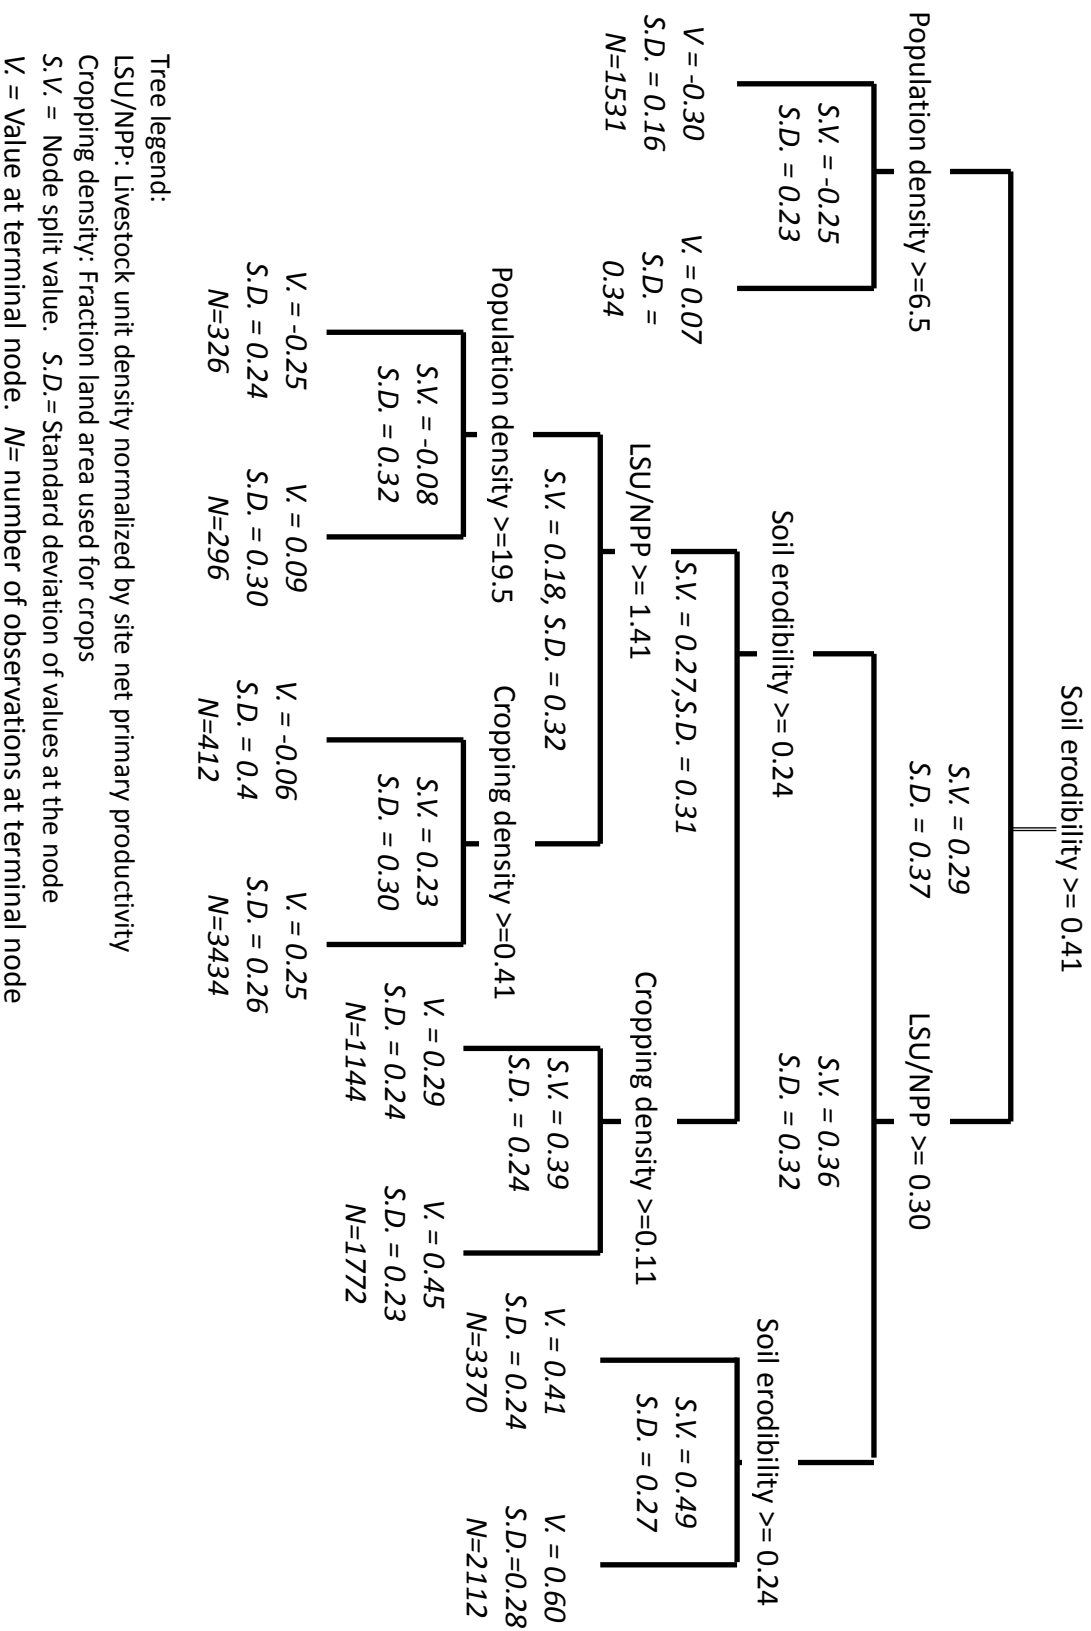 Soil erodibility >= 0.41
S.V. = 0.29
S.D. = 0.37
Population density >=6.5
LSU/NPP >= 0.30
S.V. = -0.25
S.D. = 0.23
S.V. = 0.36
S.D. = 0.32
V = -0.30
S.D. = 0.16
N=1531
V. = 0.07
S.D. =
0.34
Soil erodibility >= 0.24
Soil erodibility >= 0.24
S.V. = 0.27,S.D. = 0.31
S.V. = 0.49
S.D. = 0.27
LSU/NPP >= 1.41
Cropping density >=0.11
S.V. = 0.18, S.D. = 0.32
S.V. = 0.39
S.D. = 0.24
V. = 0.41
S.D. = 0.24
N=3370
V. = 0.60
S.D.=0.28
N=2112
Population density >=19.5
Cropping density >=0.41
S.V. = -0.08
S.D. = 0.32
S.V. = 0.23
S.D. = 0.30
V. = 0.29
S.D. = 0.24
N=1144
V. = 0.45
S.D. = 0.23
N=1772
V. = -0.25
S.D. = 0.24
N=326
V. = 0.09
S.D. = 0.30
N=296
V. = -0.06
S.D. = 0.4
N=412
V. = 0.25
S.D. = 0.26
N=3434
Tree legend:
LSU/NPP: Livestock unit density normalized by site net primary productivity
Cropping density: Fraction land area used for crops
S.V. = Node split value. S.D.= Standard deviation of values at the node
V. = Value at terminal node. N= number of observations at terminal node